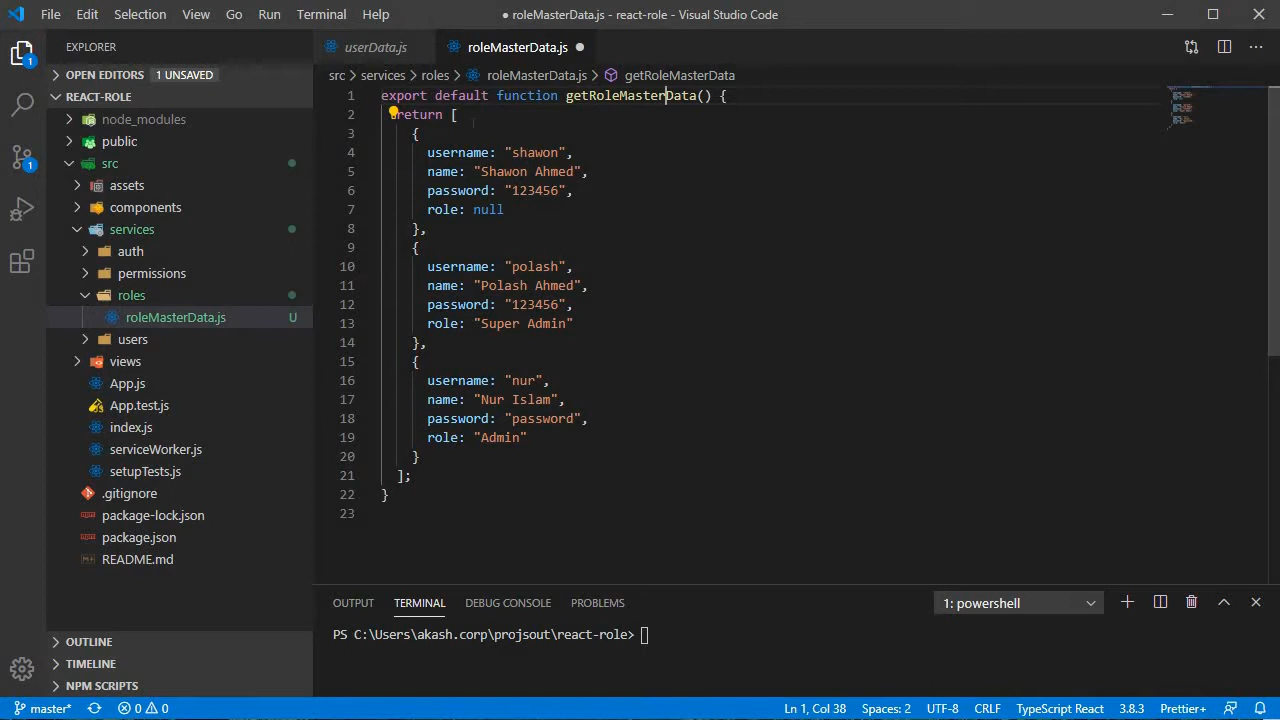 File Edit Selection View Go Run Terminal Help ● roleMasterData.js - react-role - Visual Studio Code
EXPLORER
OPEN EDITORS 1 UNSAVED
REACT-ROLE
node_modules
public
src
assets
components
services
auth
permissions
roles
roleMasterData.js U
users
views
App.js
App.test.js
index.js
serviceWorker.js
setupTests.js
.gitignore
package-lock.json
package.json
README.md
OUTLINE
TIMELINE
NPM SCRIPTS
1
1
userData.js roleMasterData.js ●
src > services > roles > roleMasterData.js > getRoleMasterData
1 export default function getRoleMasterData() {
2 return [
3 {
4 username: "shawon",
5 name: "Shawon Ahmed",
6 password: "123456",
7 role: null
8 },
9 {
10 username: "polash",
11 name: "Polash Ahmed",
12 password: "123456",
13 role: "Super Admin"
14 },
15 {
16 username: "nur",
17 name: "Nur Islam",
18 password: "password",
19 role: "Admin"
20 }
21 ];
22 }
23
OUTPUT TERMINAL DEBUG CONSOLE PROBLEMS 1: powershell
PS C:\Users\akash.corp\projsout\react-role>
master* 0 0 Ln 1, Col 38 Spaces: 2 UTF-8 CRLF TypeScript React 3.8.3 Prettier+